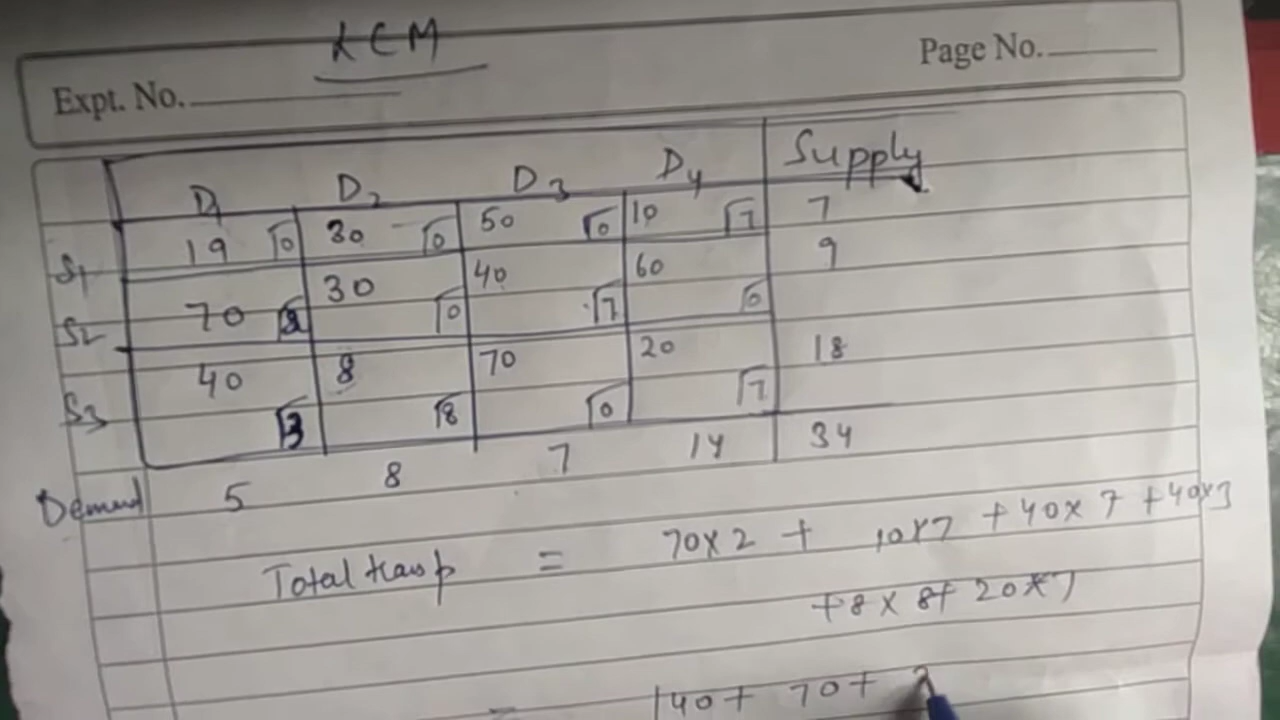 LCM
Expt. No. Page No.
D1 D2 D3 D4 Supply
S1 19 0 30 0 50 0 10 7 7
S2 70 2 30 0 40 7 60 0 9
S3 40 3 8 8 70 0 20 7 18
Demand 5 8 7 14 34
Total transp = 70x2 + 10x7 + 40x7 + 40x3
+ 8x8 + 20x7
= 140 + 70 +